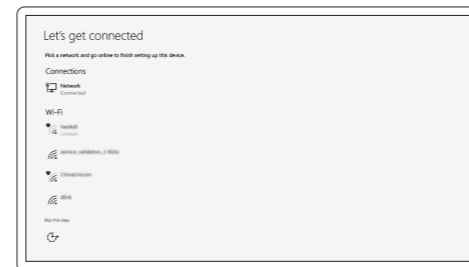 Let's get connected
Pick a network and go online to finish setting up this device.
Connections
Network
Connected
Wi-Fi
service_validation_2.4Ghz
Chinaunicom
dlink
Skip this step